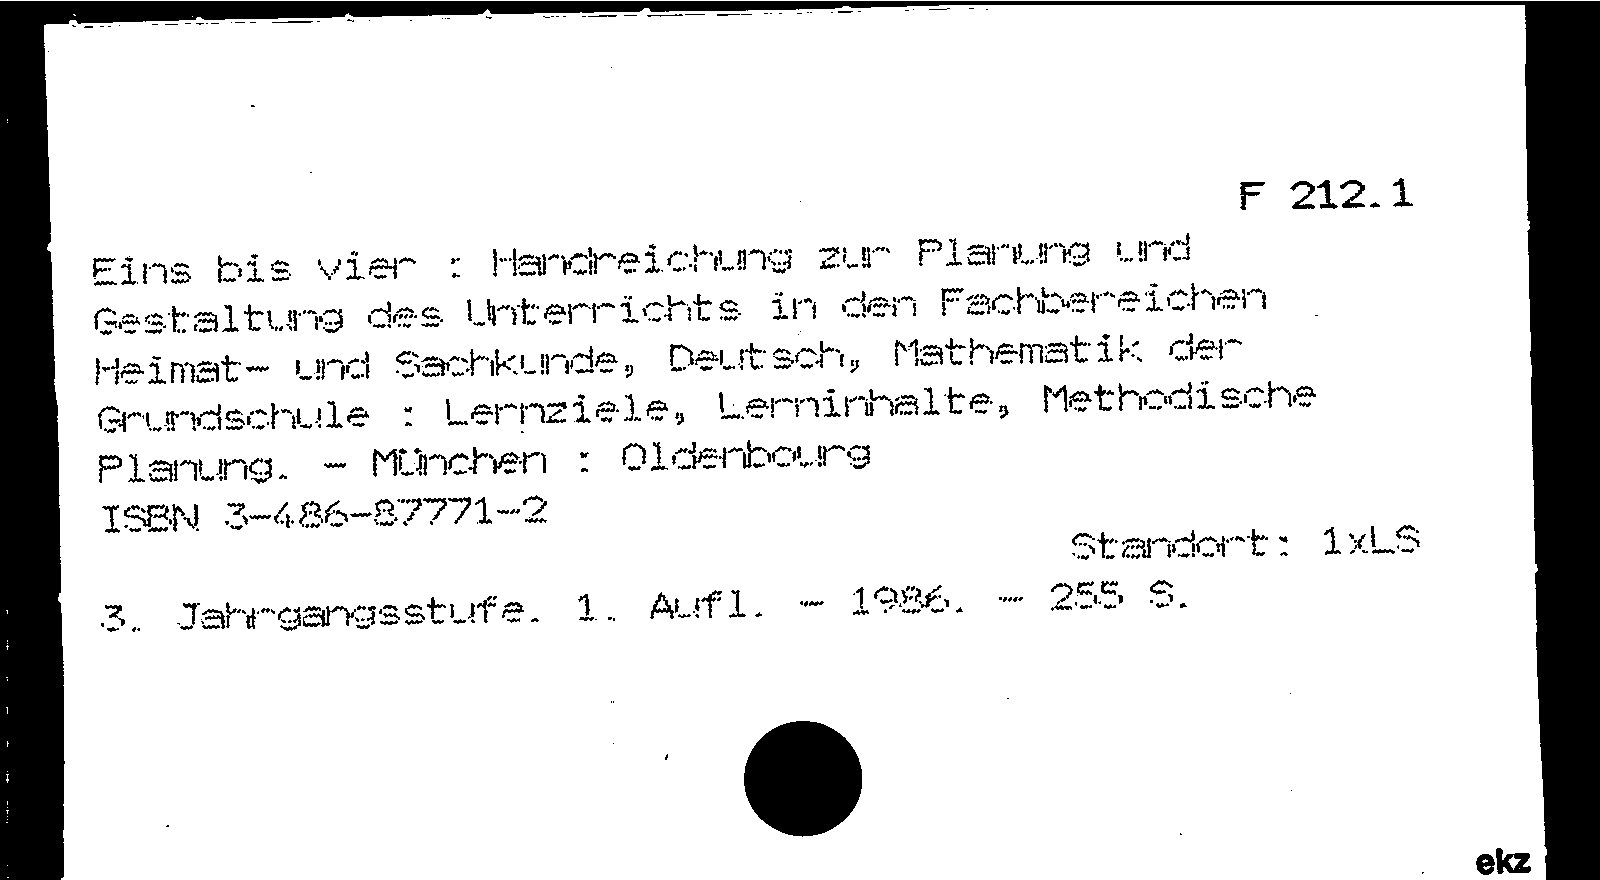 F 212.1
Eins bis vier : Handreichung zur Planung und
Gestaltung des Unterrichts in den Fachbereichen
Heimat- und Sachkunde, Deutsch, Mathematik der
Grundschule : Lernziele, Lerninhalte, Methodische
Planung. - München : Oldenbourg
ISBN 3-486-87771-2
Standort: 1xLS
3. Jahrgangsstufe. 1. Aufl. - 1986. - 255 S.
ekz